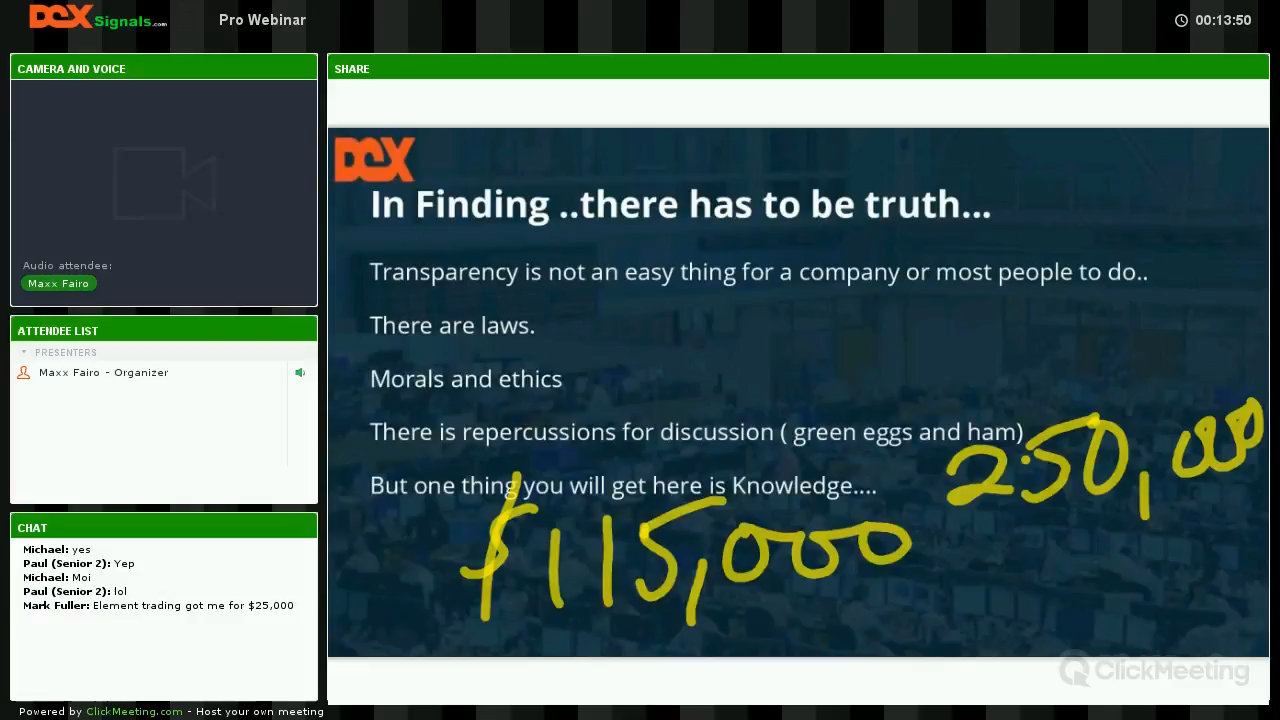 DCX Signals.com
Pro Webinar
00:13:50
CAMERA AND VOICE
Audio attendee:
Maxx Fairo
ATTENDEE LIST
PRESENTERS
Maxx Fairo - Organizer
CHAT
Michael: yes
Paul (Senior 2): Yep
Michael: Moi
Paul (Senior 2): lol
Mark Fuller: Element trading got me for $25,000
SHARE
DCX
In Finding ..there has to be truth...
Transparency is not an easy thing for a company or most people to do..
There are laws.
Morals and ethics
There is repercussions for discussion ( green eggs and ham)
But one thing you will get here is Knowledge....
250,000
$115,000
ClickMeeting
Powered by ClickMeeting.com - Host your own meeting